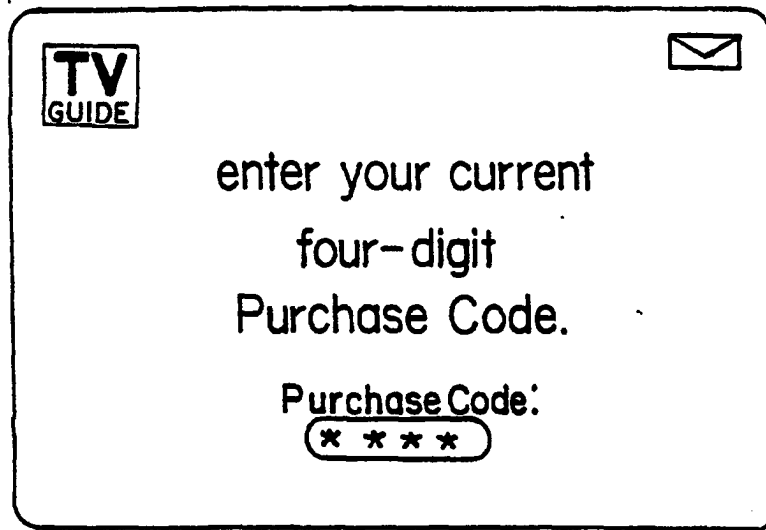 TV
GUIDE
enter your current
four-digit
Purchase Code.
Purchase Code:
* * * *